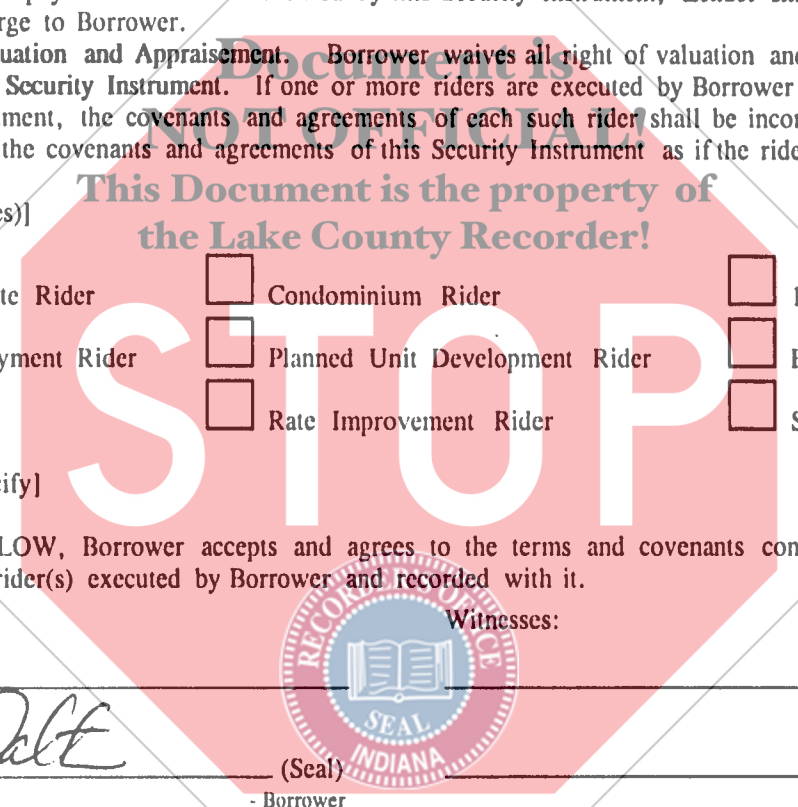 rge to Borrower.
uation and Appraisement. Borrower waives all right of valuation and
Document is
Security Instrument. If one or more riders are executed by Borrower
NOT OFFICIAL!
ment, the covenants and agreements of each such rider shall be incor
the covenants and agreements of this Security Instrument as if the ride
This Document is the property of
es)]
the Lake County Recorder!
te Rider Condominium Rider
yment Rider Planned Unit Development Rider
Rate Improvement Rider S
STOP
cify]
LOW, Borrower accepts and agrees to the terms and covenants con
rider(s) executed by Borrower and recorded with it.
Witnesses:
RECORDER'S OFFICE
SEAL
INDIANA
(Seal)
- Borrower